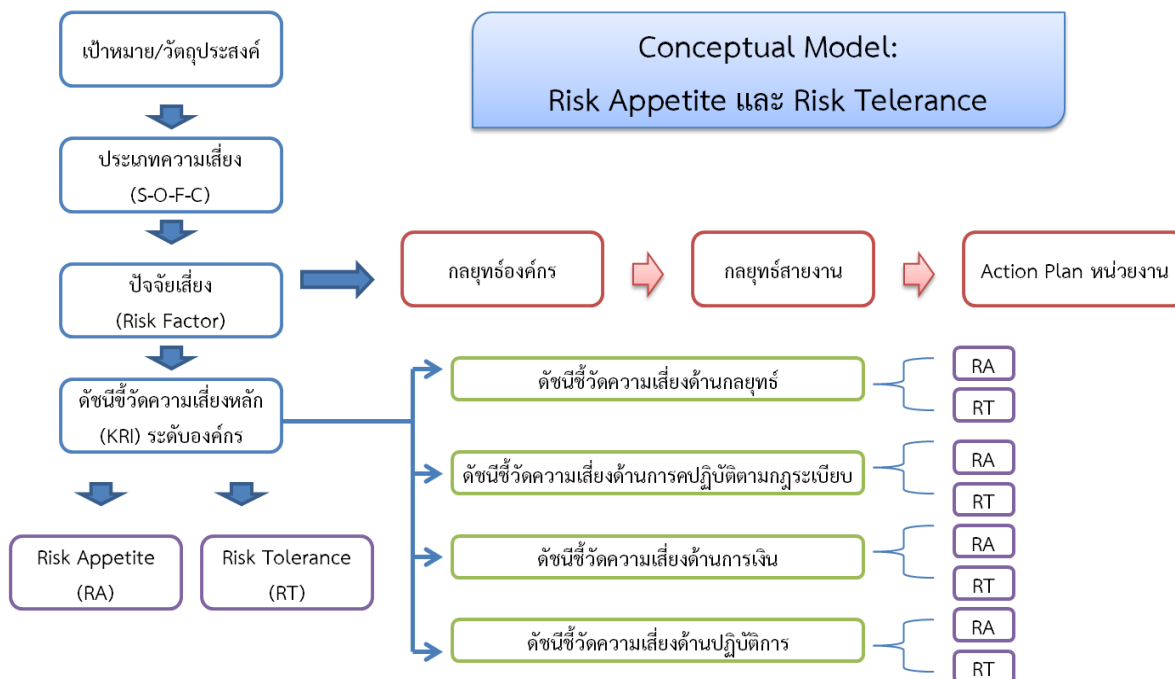 Conceptual Model:
Risk Appetite และ Risk Telerance
เป้าหมาย/วัตถุประสงค์
ประเภทความเสี่ยง
(S-O-F-C)
ปัจจัยเสี่ยง
(Risk Factor)
กลยุทธ์องค์กร
กลยุทธ์สายงาน
Action Plan หน่วยงาน
ดัชนีขี้วัดความเสี่ยงหลัก
(KRI) ระดับองค์กร
Risk Appetite
(RA)
Risk Tolerance
(RT)
ดัชนีชี้วัดความเสี่ยงด้านกลยุทธ์
RA
RT
ดัชนีชี้วัดความเสี่ยงด้านการคปฏิบัติตามกฎระเบียบ
RA
RT
ดัชนีชี้วัดความเสี่ยงด้านการเงิน
RA
RT
ดัชนีชี้วัดความเสี่ยงด้านปฏิบัติการ
RA
RT